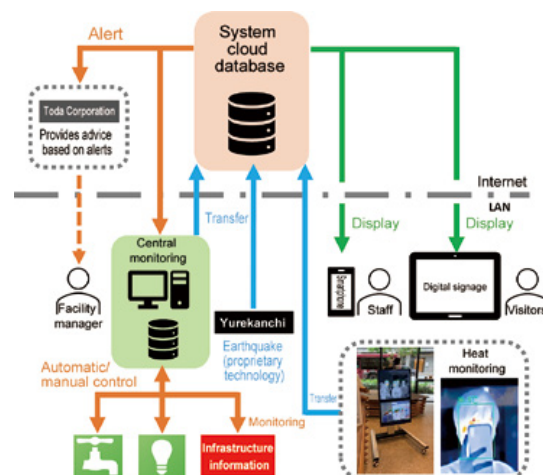 Alert
System
cloud
database
Toda Corporation
Provides advice
based on alerts
Internet
LAN
Transfer
Display
Display
Central
monitoring
Smartphone
Digital signage
Facility
manager
Staff
Visitors
Yurekanchi
Earthquake
(proprietary
technology)
Heat
monitoring
Automatic/
manual control
Transfer
Monitoring
Infrastructure
information